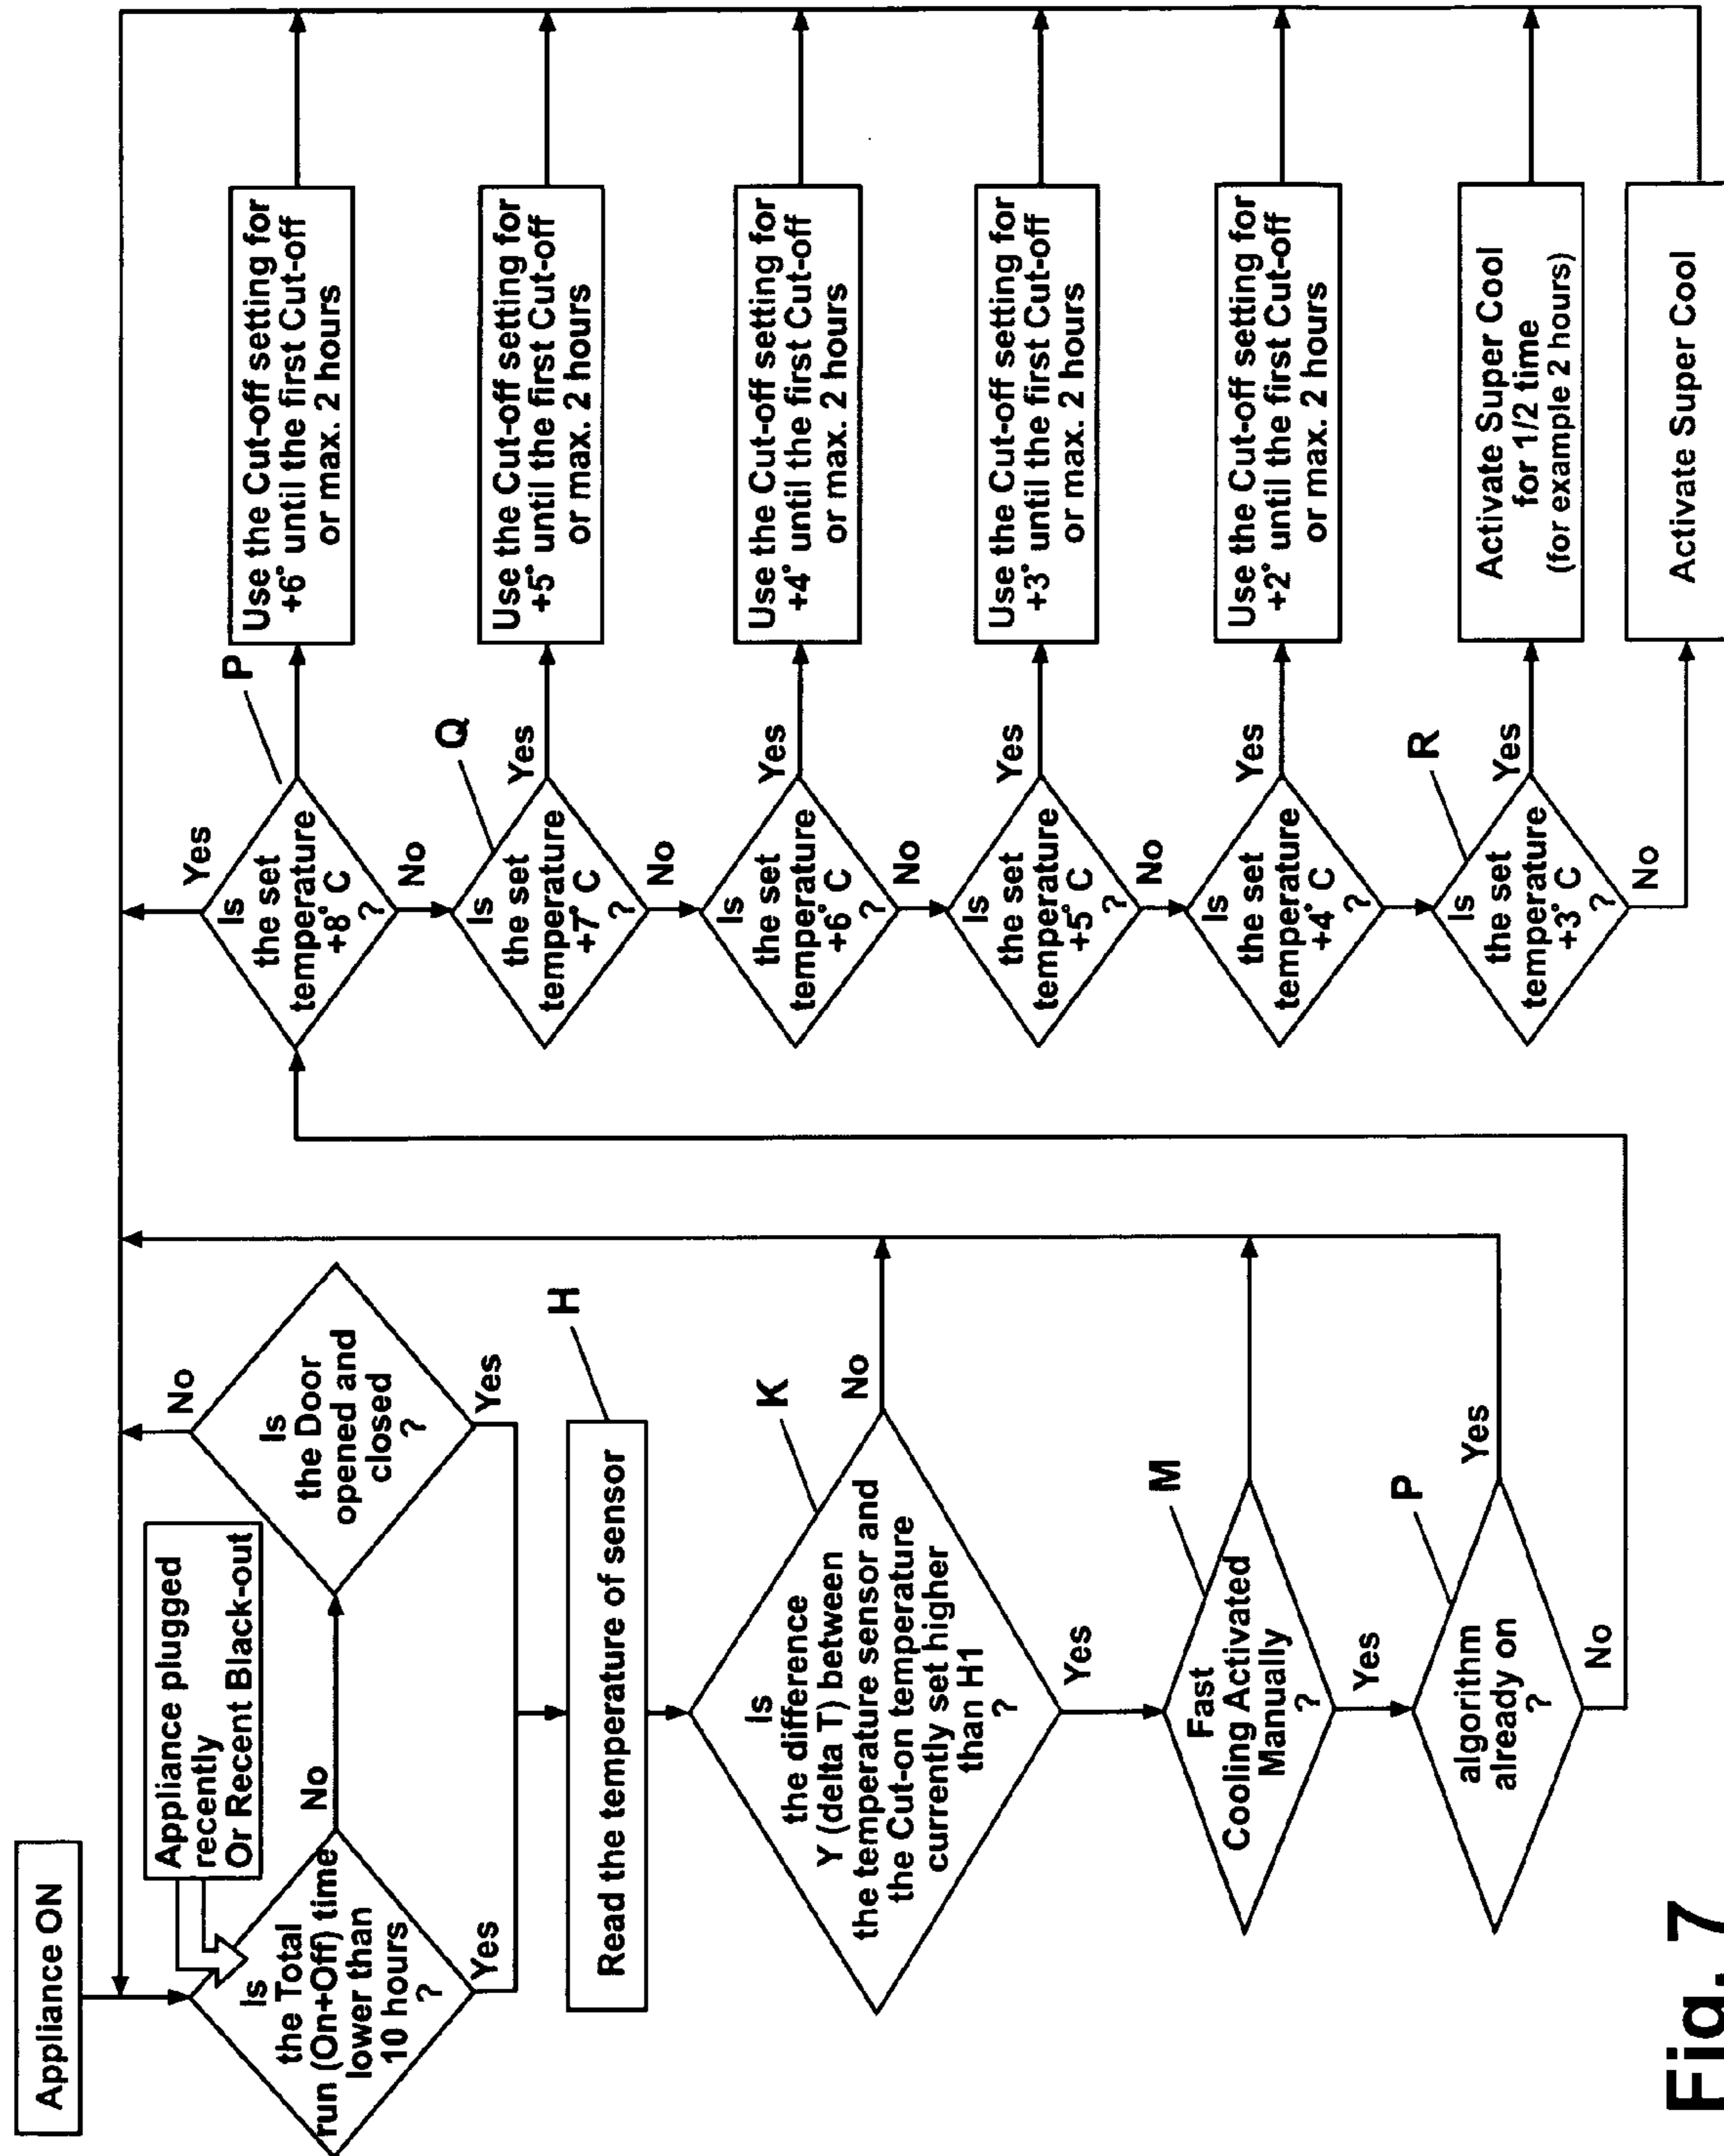 Appliance ON
Appliance plugged
recently
Or Recent Black-out
Is
the Total
run (On+Off) time
lower than
10 hours
?
No
Yes
Is
the Door
opened and
closed
?
No
Yes
Read the temperature of sensor
H
Is
the difference
Y (delta T) between
the temperature sensor and
the Cut-on temperature
currently set higher
than H1
?
K
No
Yes
Fast
Cooling Activated
Manually
?
M
Yes
algorithm
already on
?
P
Yes
No
Is
the set
temperature
+8° C
?
Yes
P
No
Use the Cut-off setting for
+6° until the first Cut-off
or max. 2 hours
Is
the set
temperature
+7° C
?
Q
Yes
No
Use the Cut-off setting for
+5° until the first Cut-off
or max. 2 hours
Is
the set
temperature
+6° C
?
Yes
No
Use the Cut-off setting for
+4° until the first Cut-off
or max. 2 hours
Is
the set
temperature
+5° C
?
Yes
No
Use the Cut-off setting for
+3° until the first Cut-off
or max. 2 hours
Is
the set
temperature
+4° C
?
Yes
Use the Cut-off setting for
+2° until the first Cut-off
or max. 2 hours
Is
the set
temperature
+3° C
?
R
Yes
No
Activate Super Cool
for 1/2 time
(for example 2 hours)
Activate Super Cool
Fig. 7